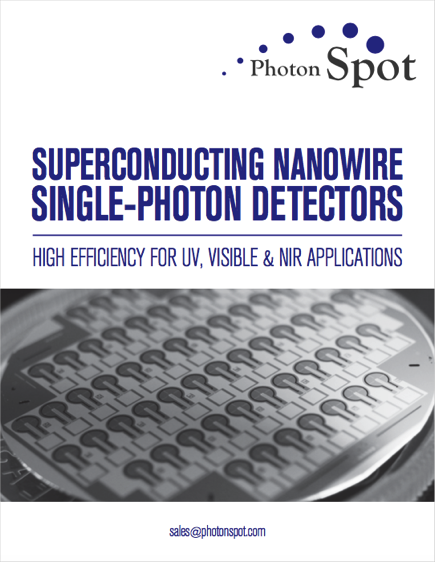 Photon Spot
SUPERCONDUCTING NANOWIRE
SINGLE-PHOTON DETECTORS
HIGH EFFICIENCY FOR UV, VISIBLE & NIR APPLICATIONS
sales@photonspot.com